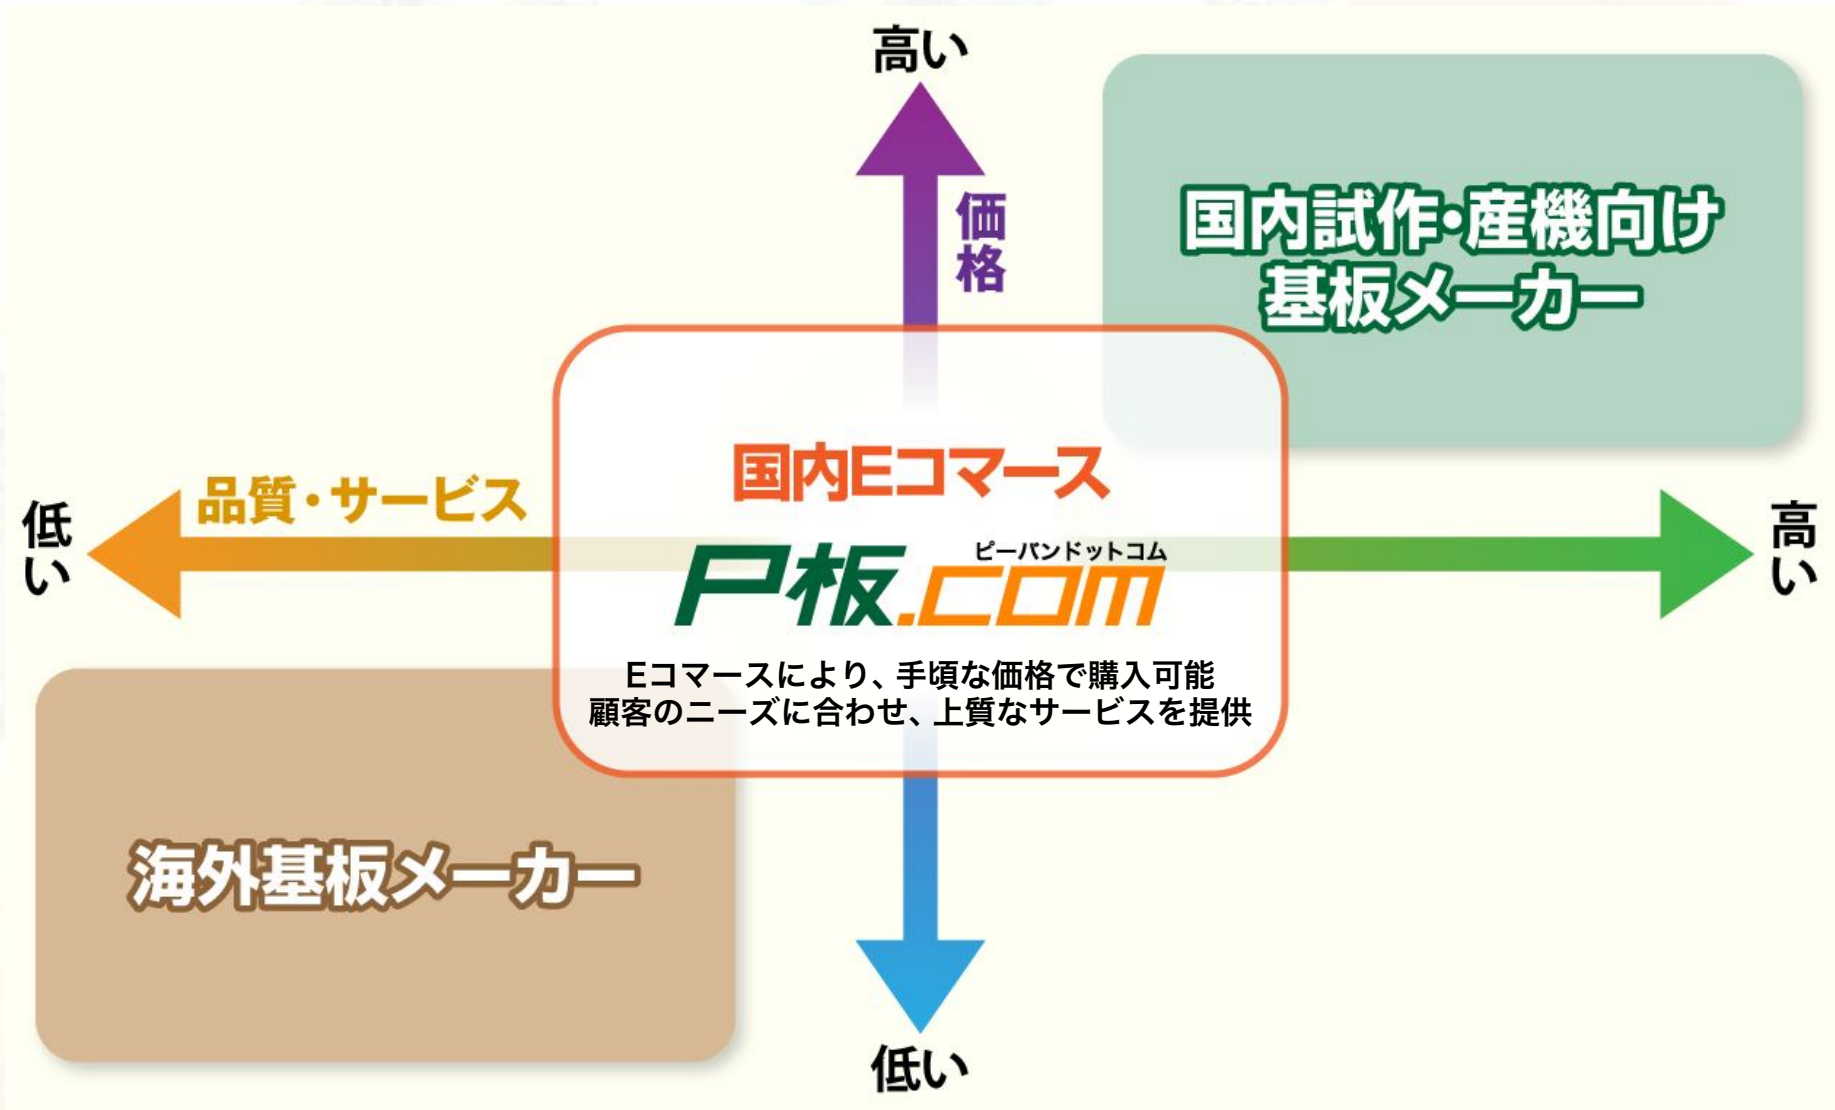 高い
価格
国内試作・産機向け
基板メーカー
国内Eコマース
品質・サービス
低い
高い
ピーバンドットコム
P板.com
Eコマースにより、手頃な価格で購入可能
顧客のニーズに合わせ、上質なサービスを提供
海外基板メーカー
低い